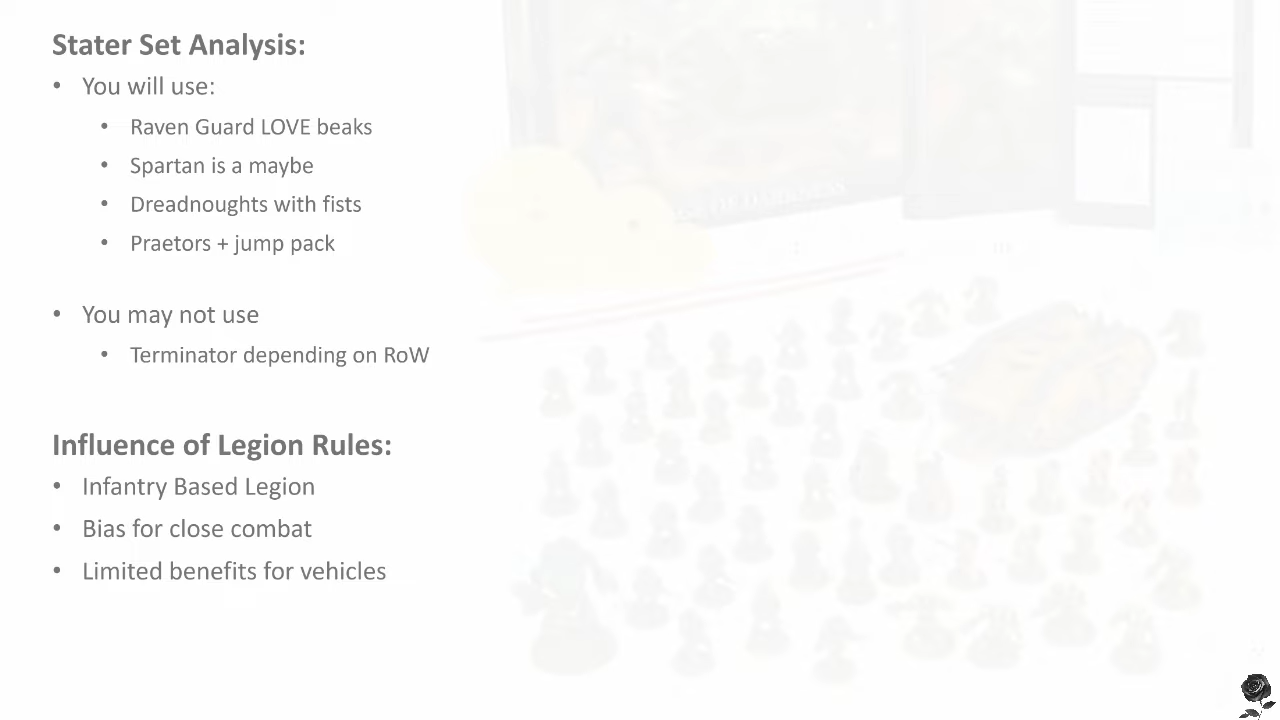 Stater Set Analysis:
• You will use:
• Raven Guard LOVE beaks
• Spartan is a maybe
• Dreadnoughts with fists
• Praetors + jump pack
• You may not use
• Terminator depending on RoW
Influence of Legion Rules:
• Infantry Based Legion
• Bias for close combat
• Limited benefits for vehicles